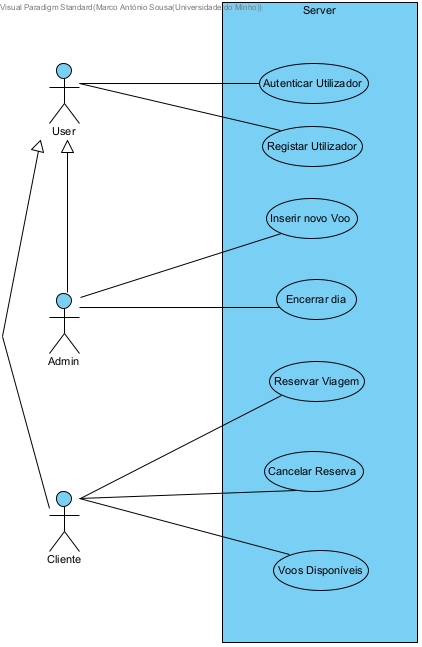 Visual Paradigm Standard(Marco António Sousa(Universidade do Minho))
Server
Autenticar Utilizador
User
Registar Utilizador
Inserir novo Voo
Encerrar dia
Admin
Reservar Viagem
Cancelar Reserva
Cliente
Voos Disponíveis